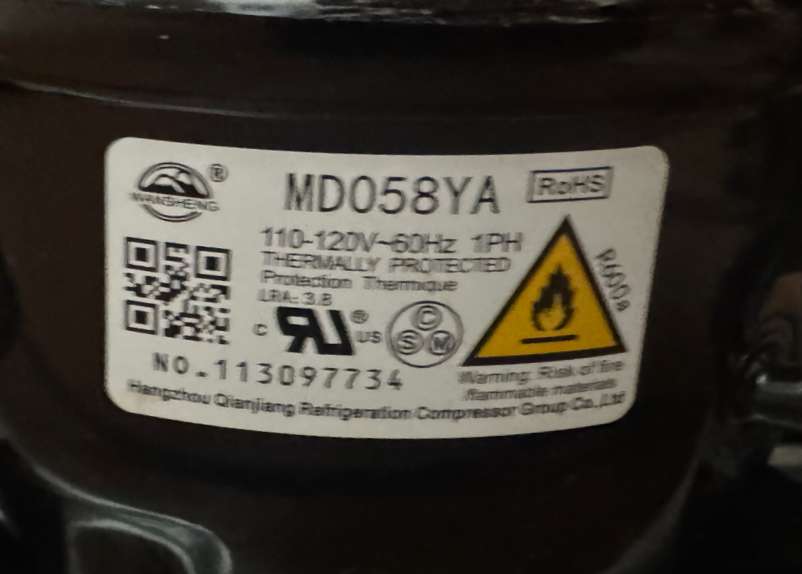 WANSHENG ®
MD058YA
RoHS
110-120V~60Hz 1PH
THERMALLY PROTECTED
Protection Thermique
LRA: 3.8
R600a
C RU ® US
C
S M
NO.113097734
Warning: Risk of fire
flammable materials
Hangzhou Qianjiang Refrigeration Compressor Group Co.,Ltd